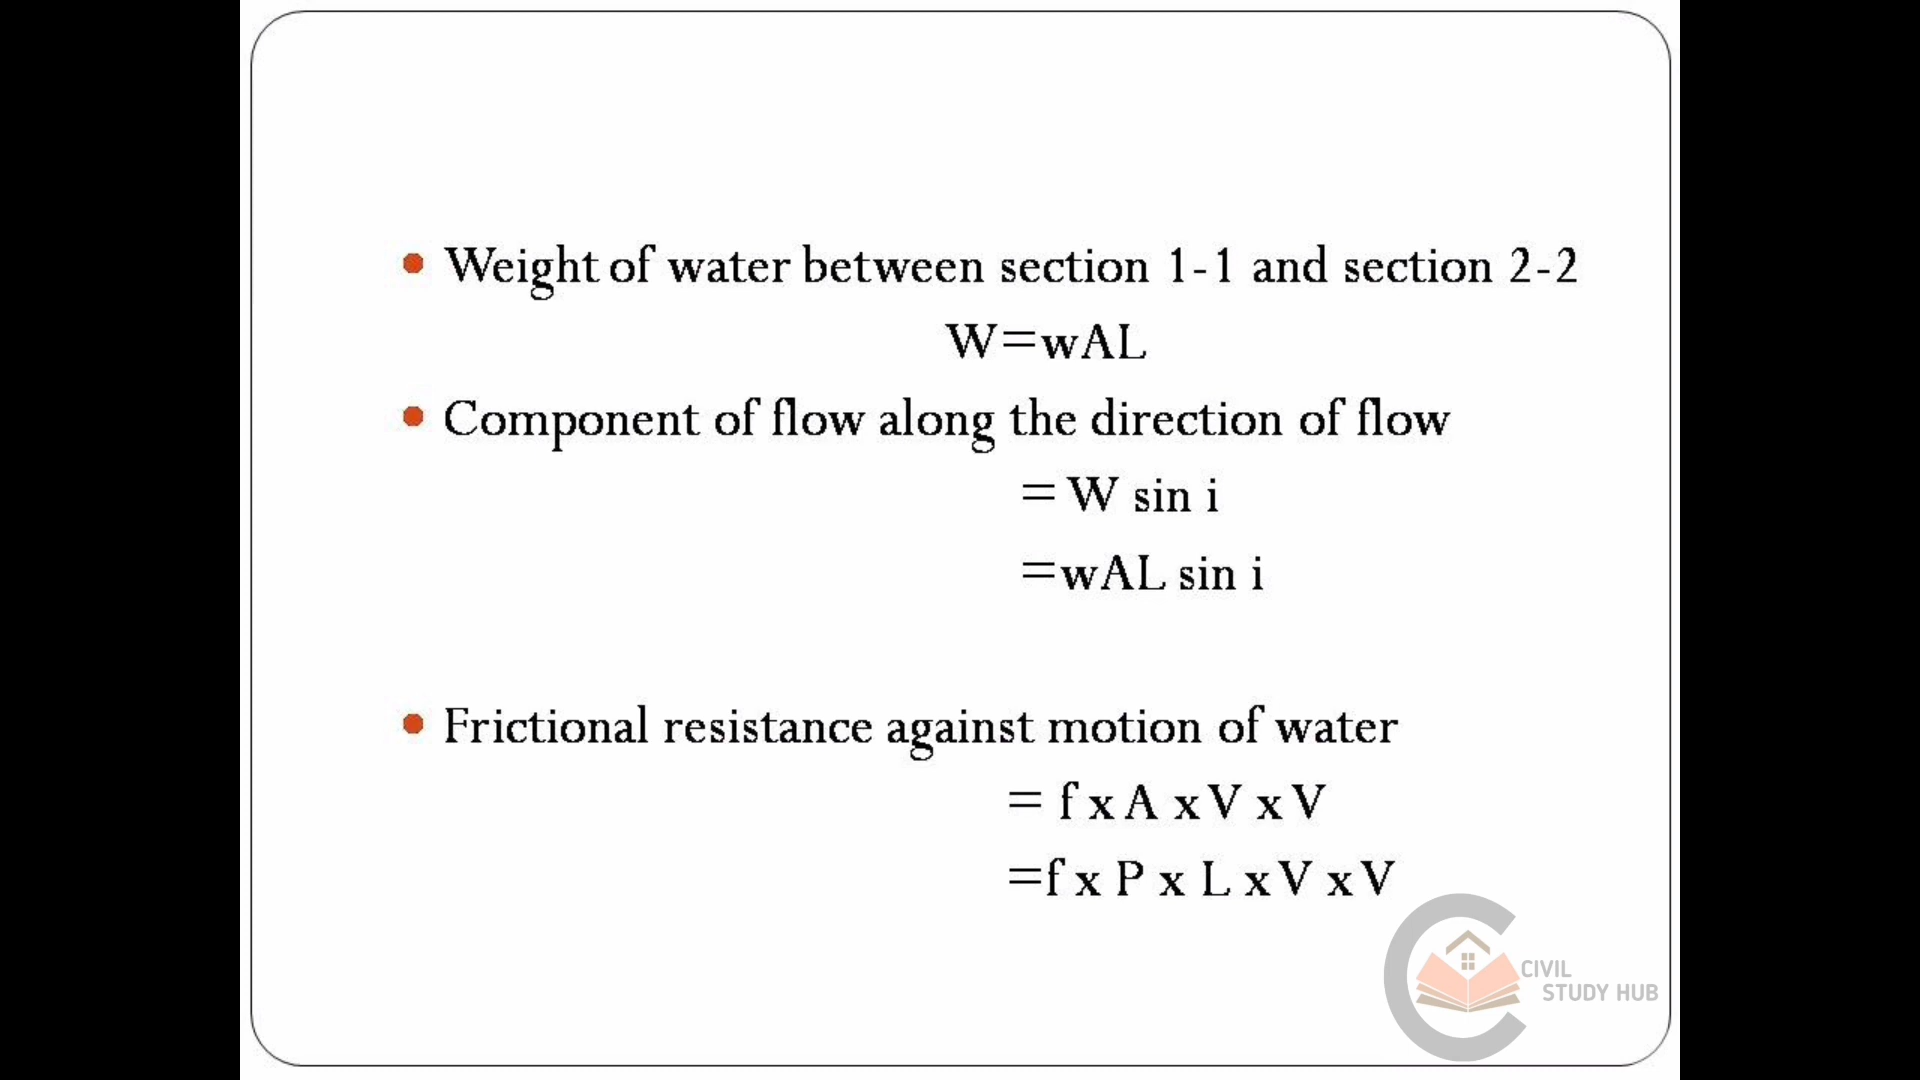 Weight of water between section 1-1 and section 2-2
W=wAL
Component of flow along the direction of flow
= W sin i
=wAL sin i
Frictional resistance against motion of water
= f x A x V x V
=f x P x L x V x V
CIVIL
STUDY HUB